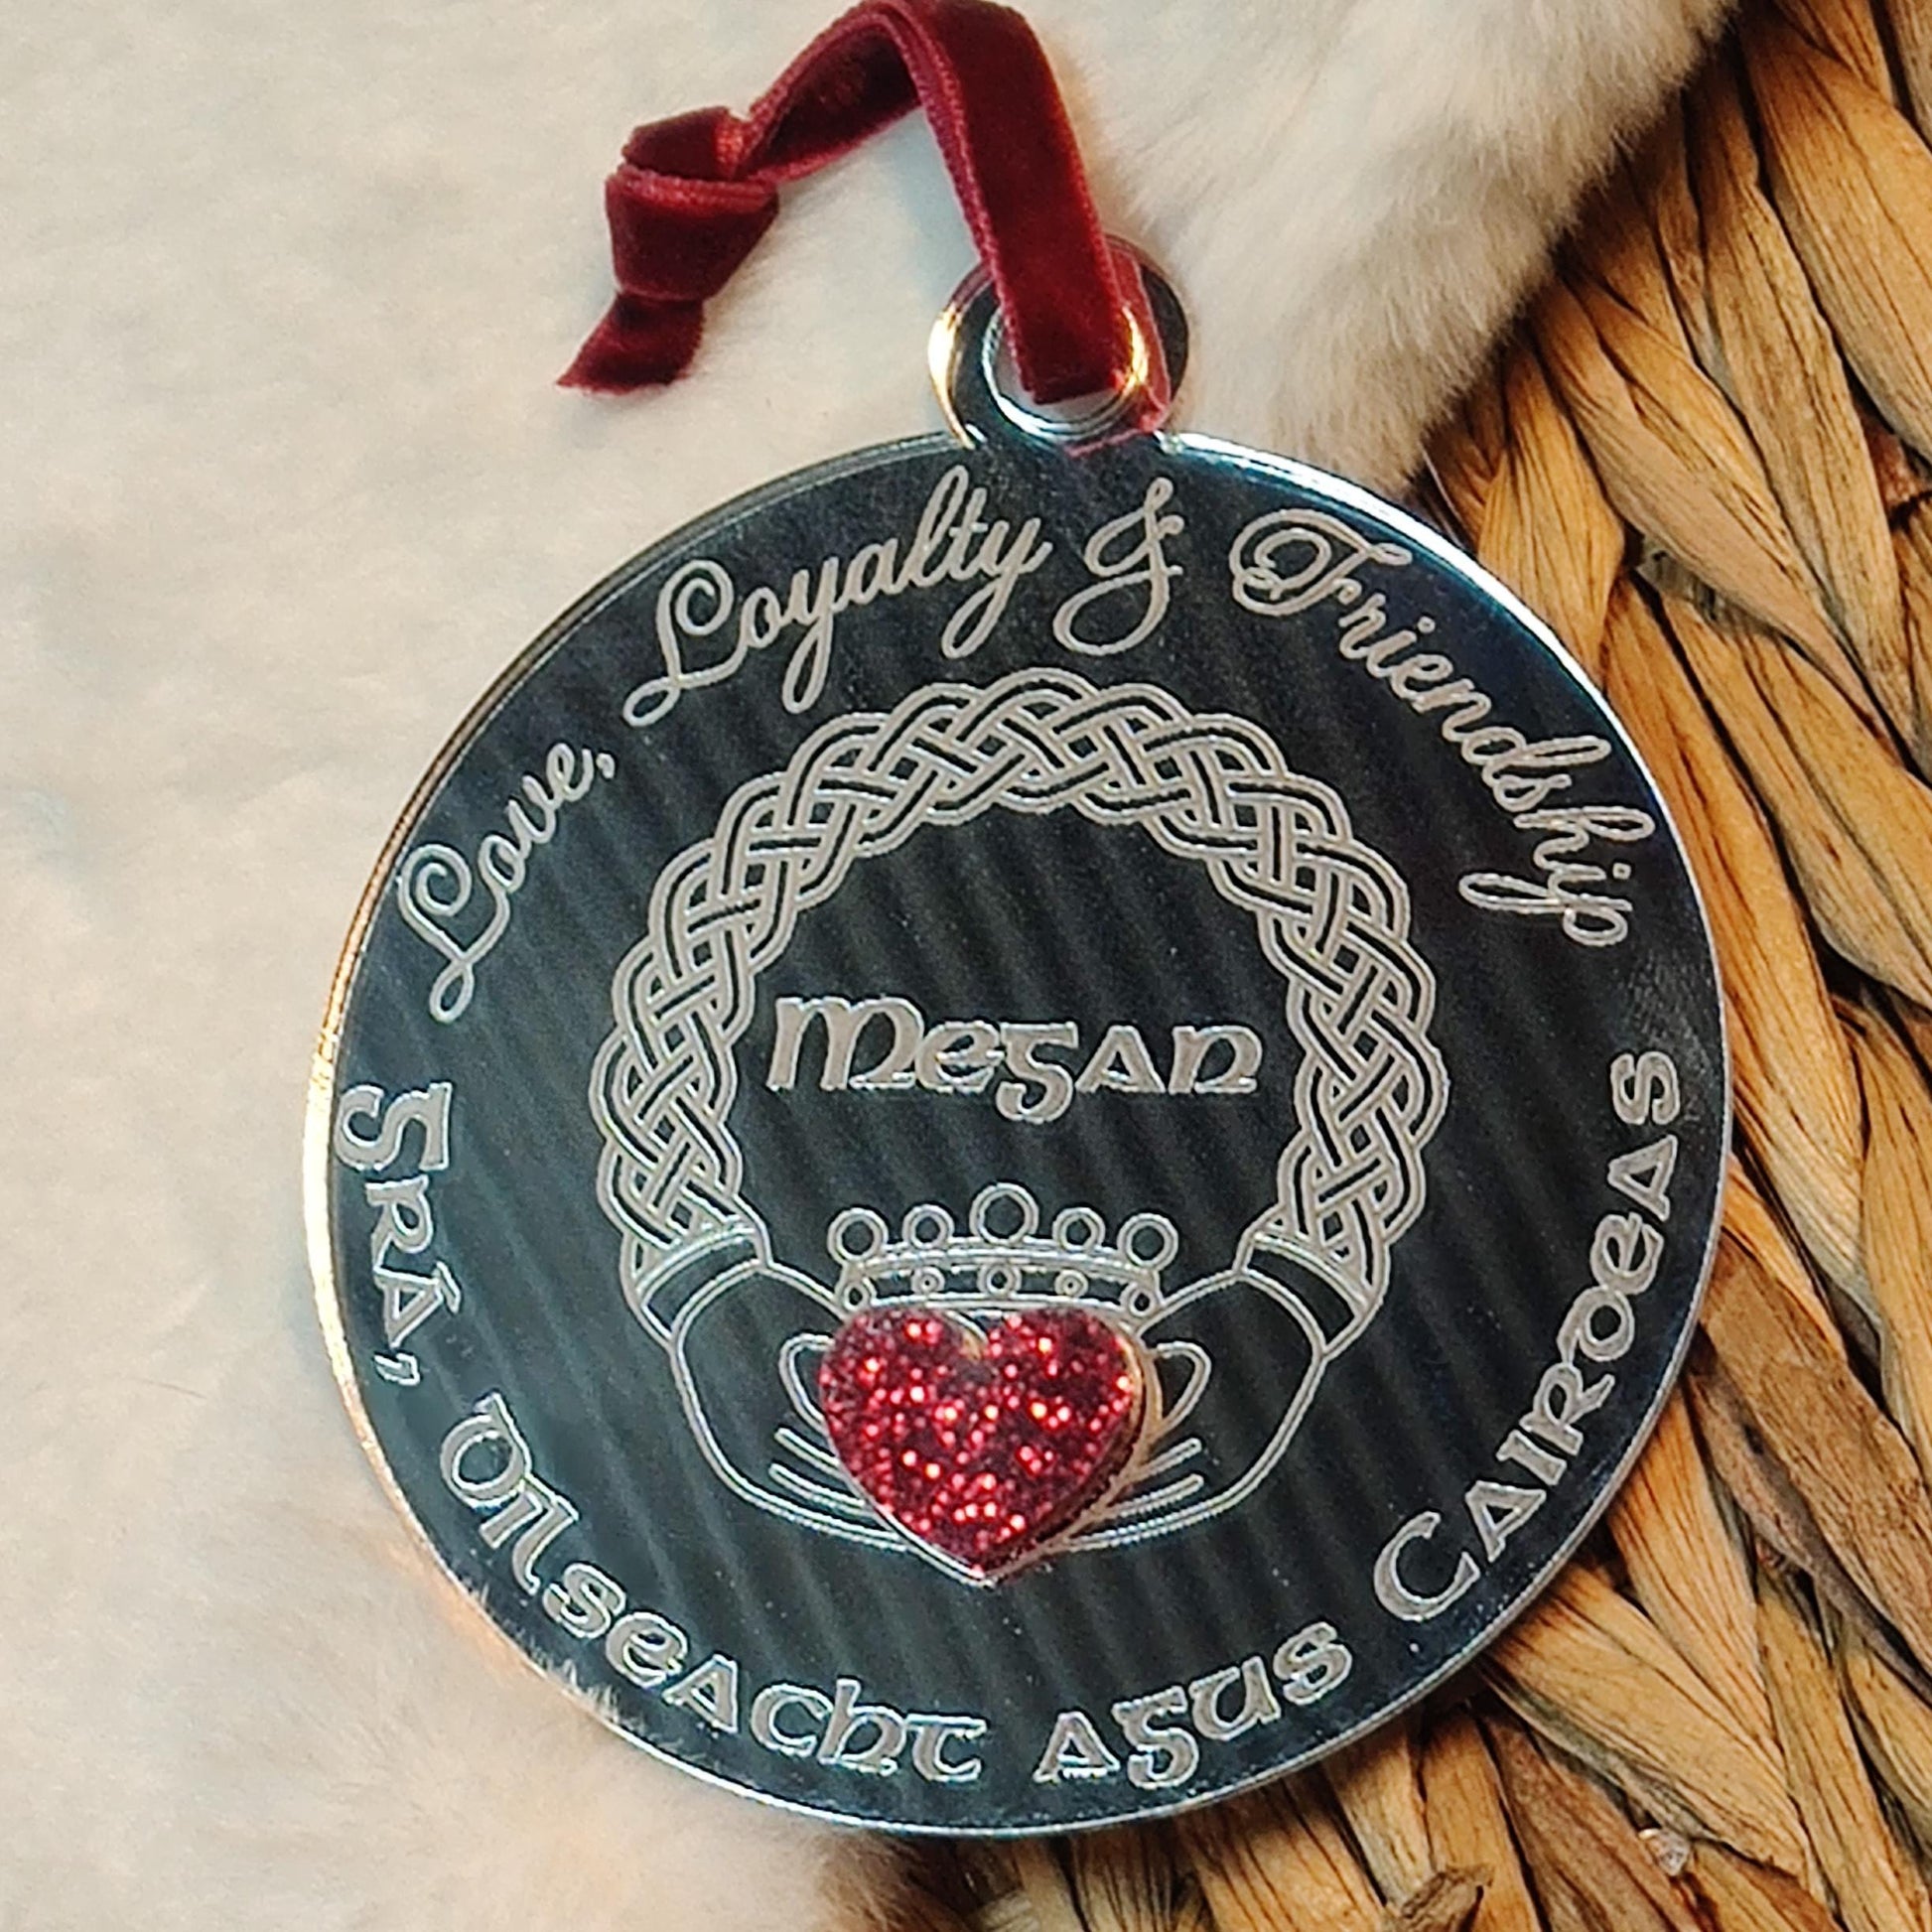 Love, Loyalty & Friendship
Megan
Grá, Dílseacht agus Cairdeas